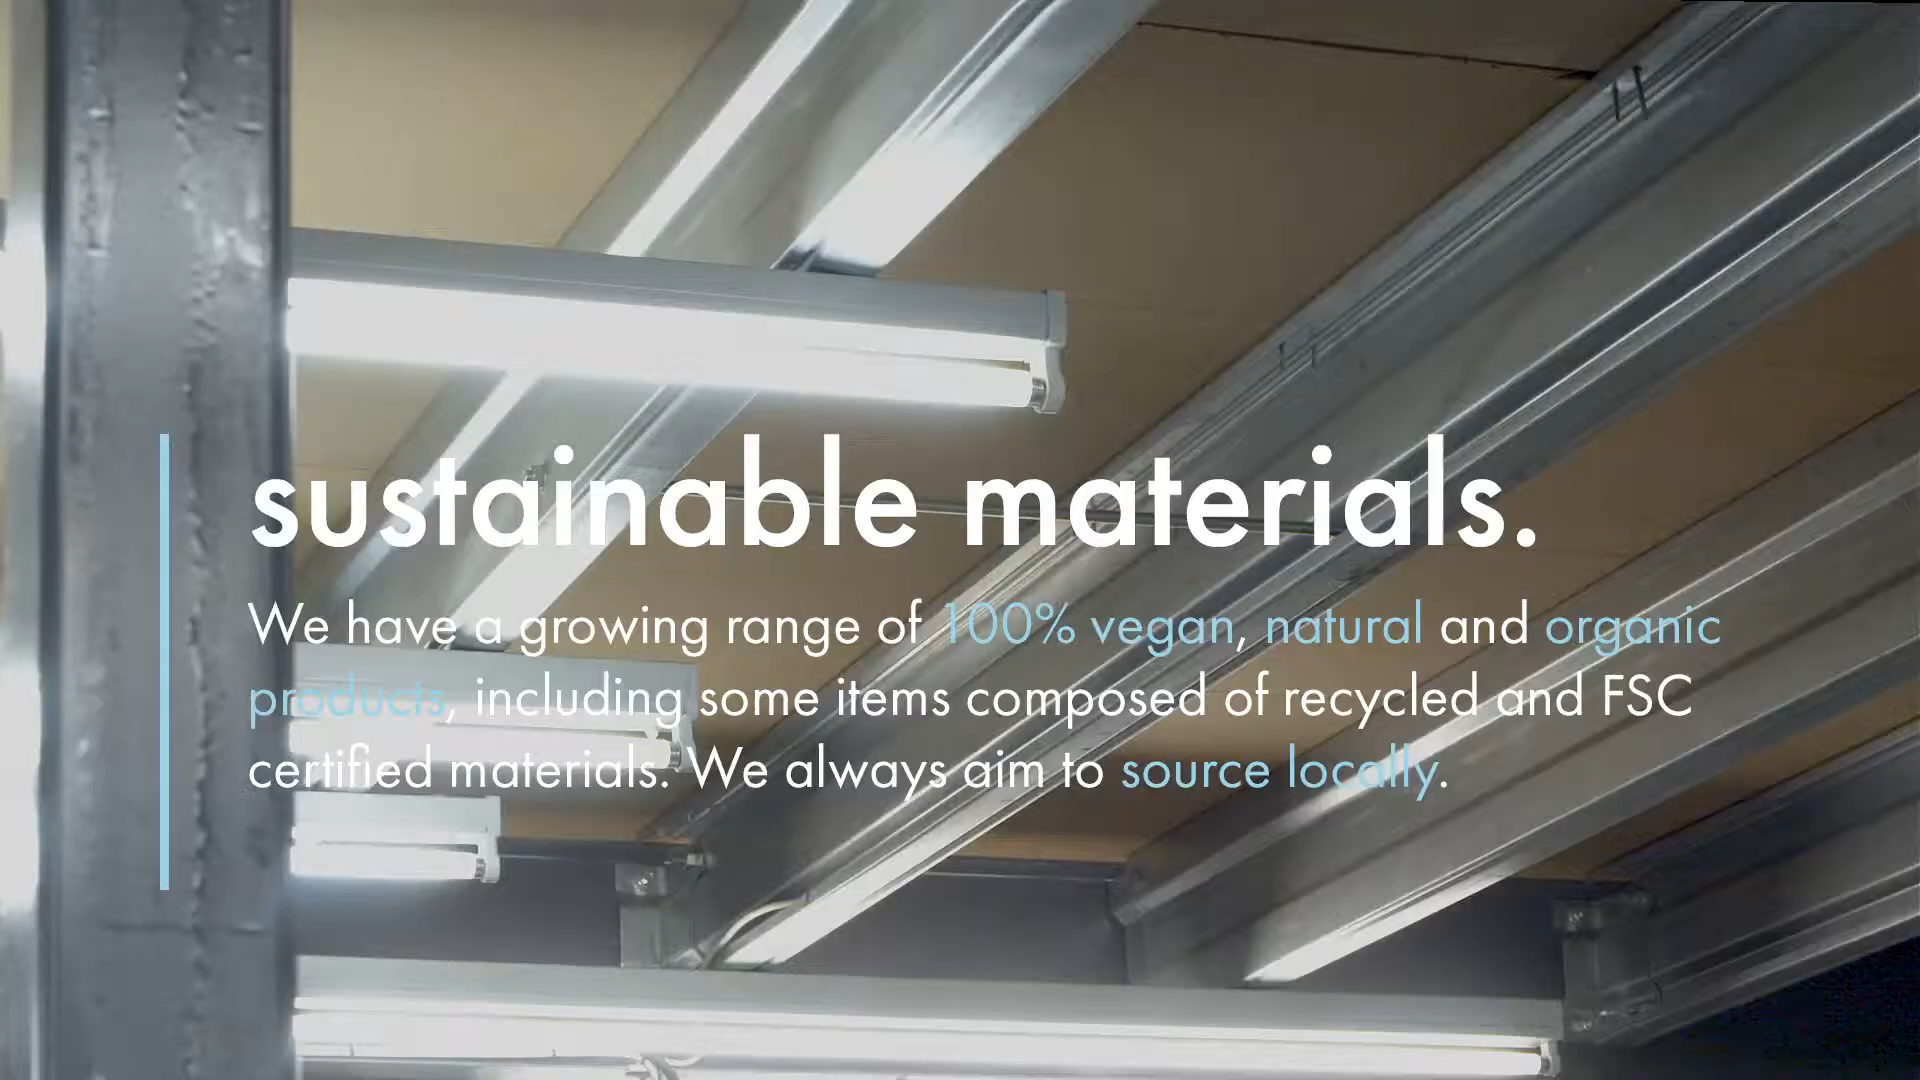 sustainable materials.
We have a growing range of 100% vegan, natural and organic
products, including some items composed of recycled and FSC
certified materials. We always aim to source locally.